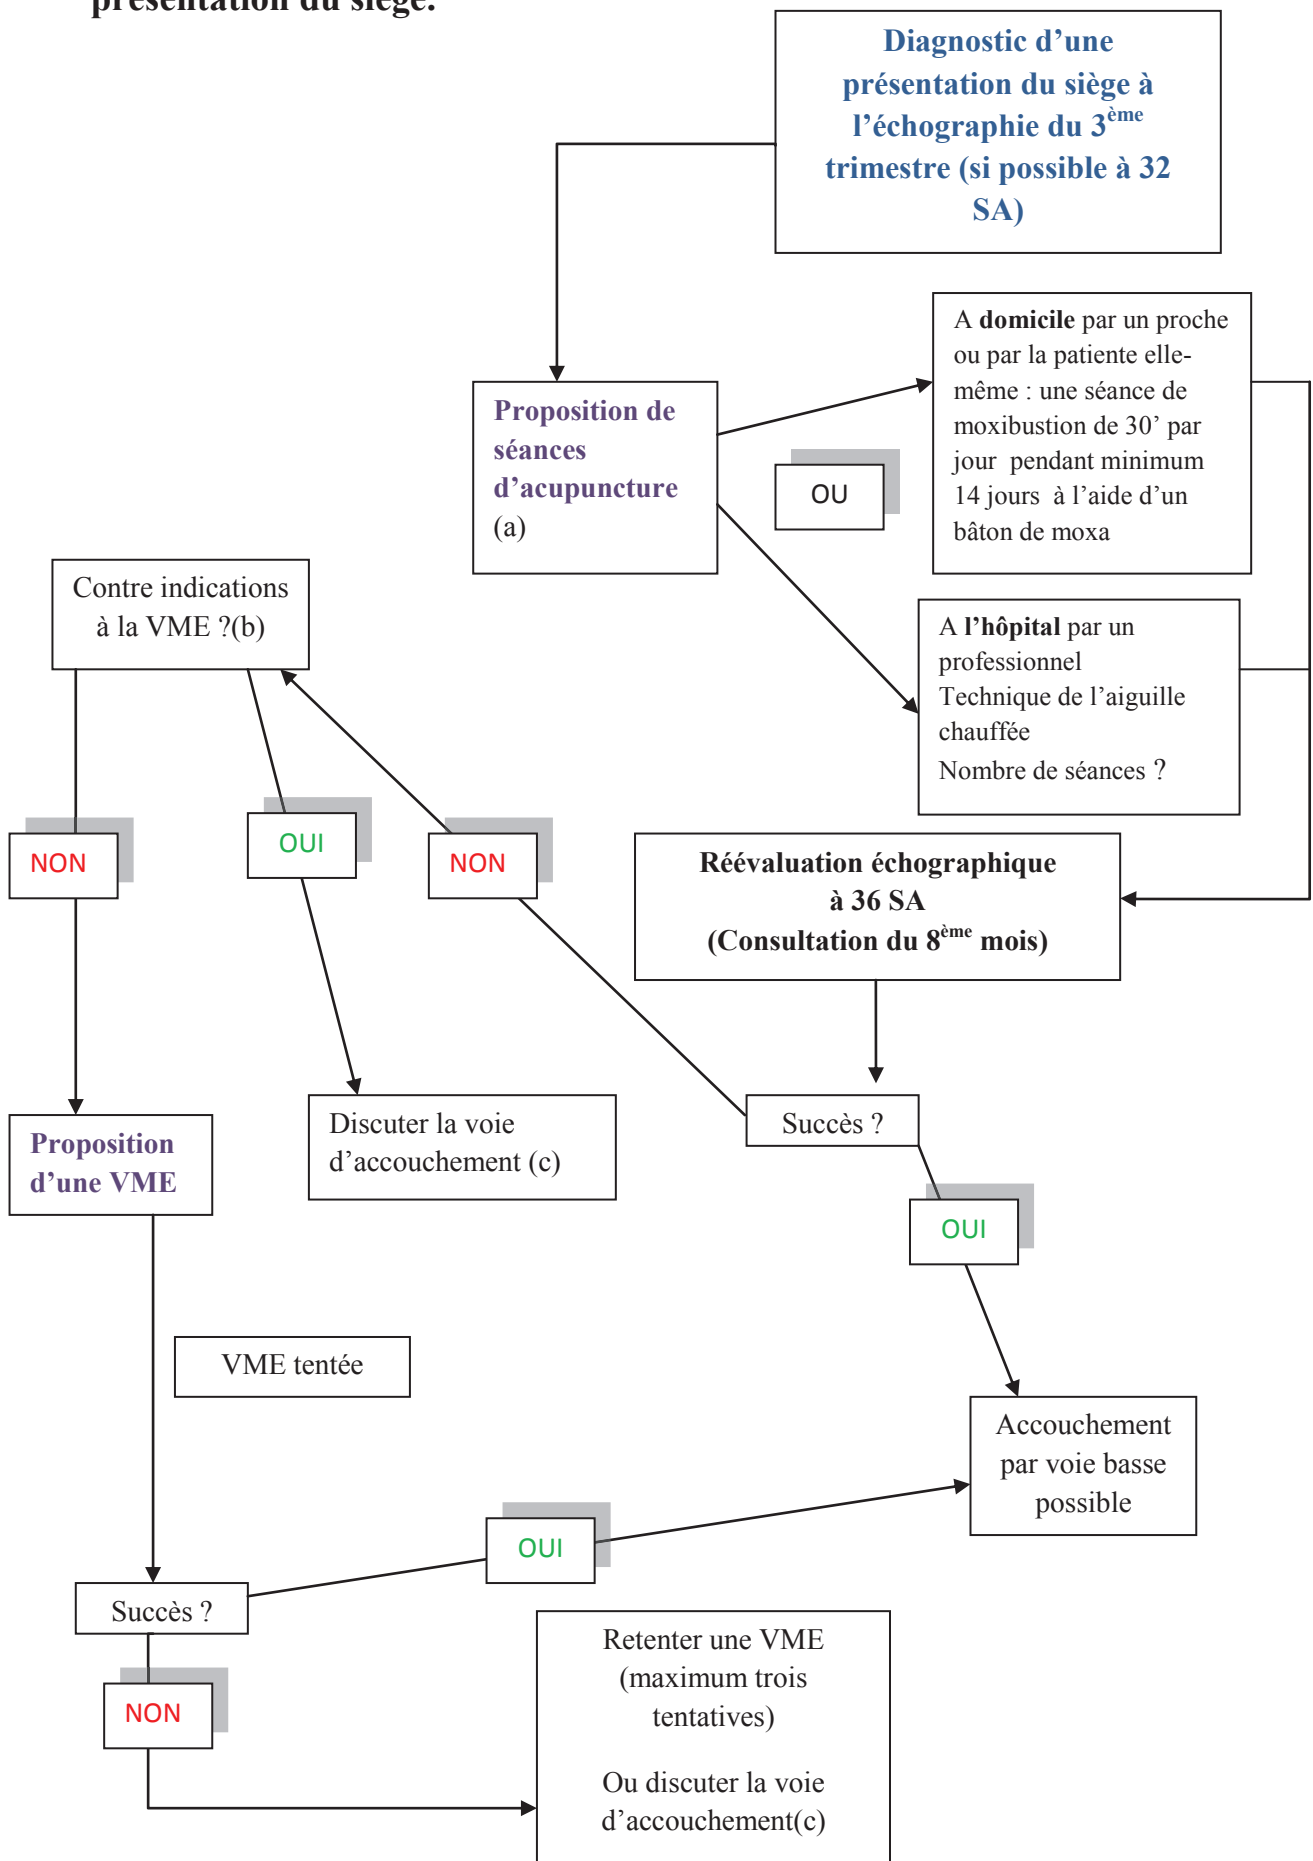 présentation du siège.
Diagnostic d’une
présentation du siège à
l’échographie du 3ème
trimestre (si possible à 32
SA)
A domicile par un proche
ou par la patiente elle-
même : une séance de
moxibustion de 30’ par
jour pendant minimum
14 jours à l’aide d’un
bâton de moxa
Proposition de
séances
d’acupuncture
(a)
OU
Contre indications
à la VME ?(b)
A l’hôpital par un
professionnel
Technique de l’aiguille
chauffée
Nombre de séances ?
NON
OUI
NON
Réévaluation échographique
à 36 SA
(Consultation du 8ème mois)
Discuter la voie
d’accouchement (c)
Succès ?
Proposition
d’une VME
OUI
VME tentée
Accouchement
par voie basse
possible
OUI
Succès ?
NON
Retenter une VME
(maximum trois
tentatives)
Ou discuter la voie
d’accouchement(c)